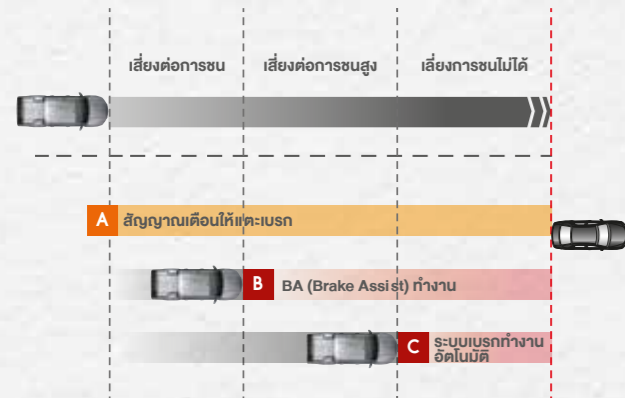 เสี่ยงต่อการชน
เสี่ยงต่อการชนสูง
เลี่ยงการชนไม่ได้
A สัญญาณเตือนให้แตะเบรก
B BA (Brake Assist) ทำงาน
C ระบบเบรกทำงาน
อัตโนมัติ